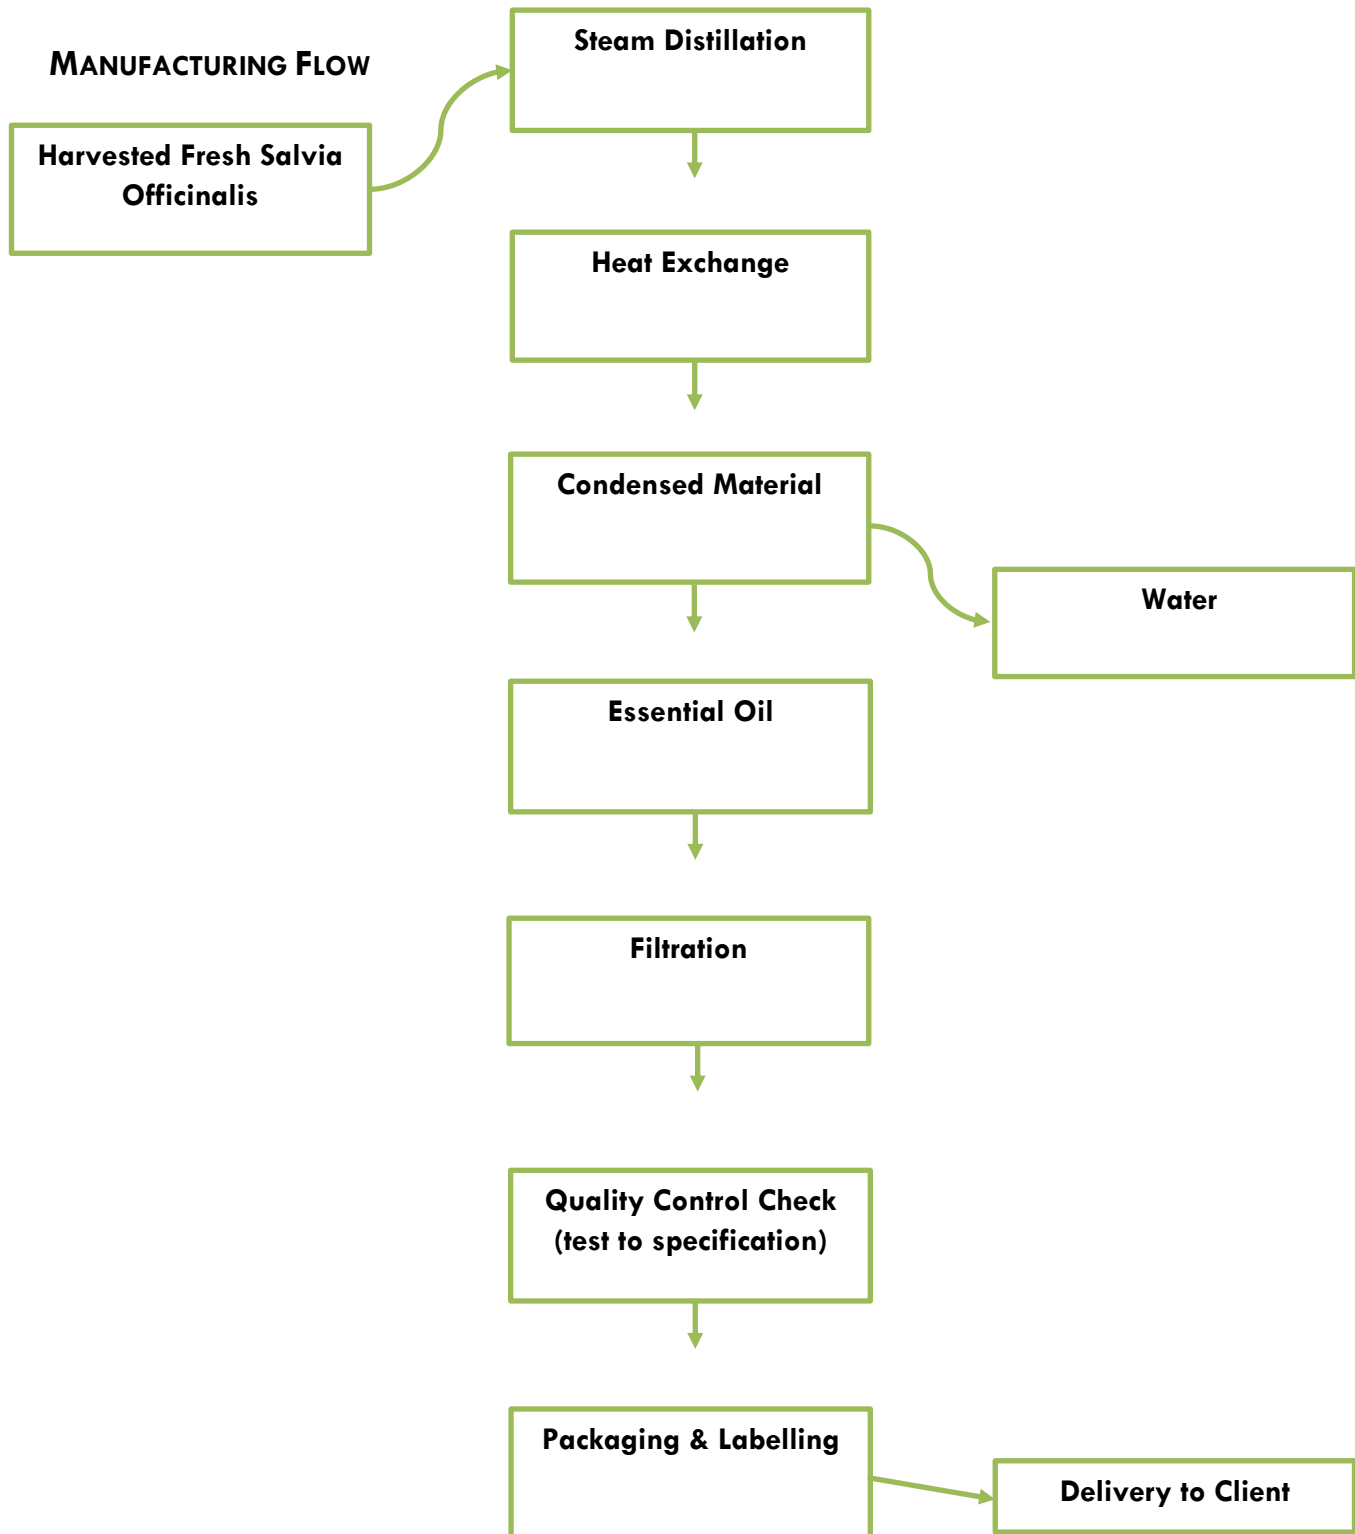 MANUFACTURING FLOW
Harvested Fresh Salvia
Officinalis
Steam Distillation
Heat Exchange
Condensed Material
Water
Essential Oil
Filtration
Quality Control Check
(test to specification)
Packaging & Labelling
Delivery to Client